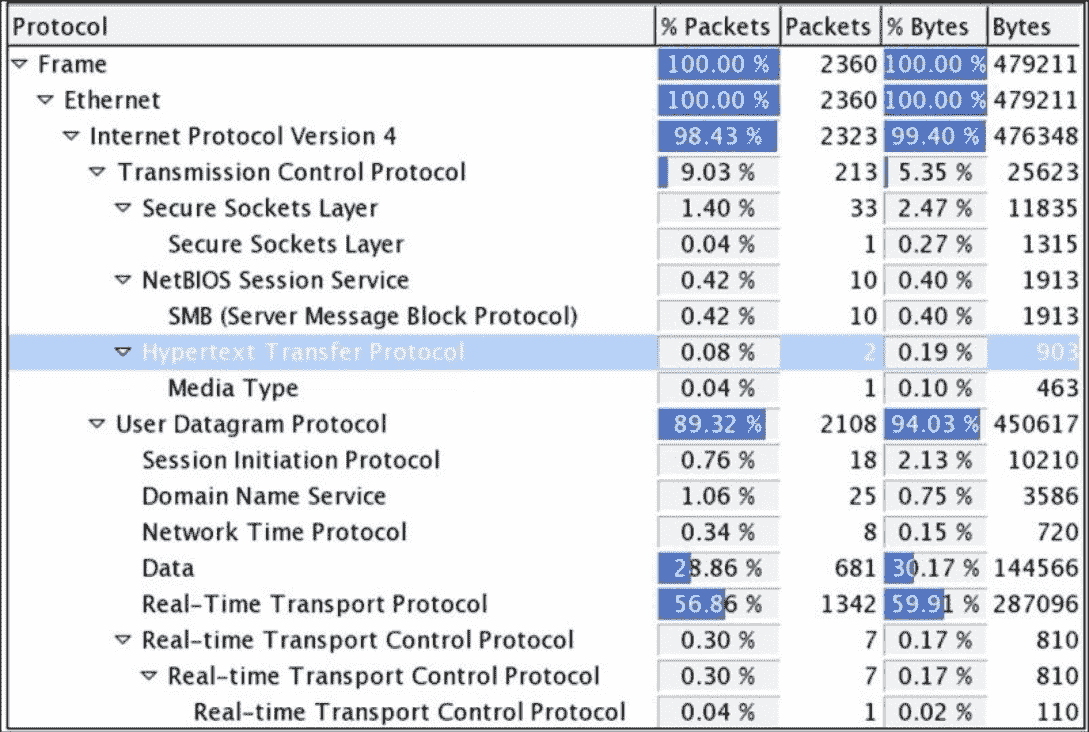 Protocol % Packets Packets % Bytes Bytes
Frame 100.00 % 2360 100.00 % 479211
Ethernet 100.00 % 2360 100.00 % 479211
Internet Protocol Version 4 98.43 % 2323 99.40 % 476348
Transmission Control Protocol 9.03 % 213 5.35 % 25623
Secure Sockets Layer 1.40 % 33 2.47 % 11835
Secure Sockets Layer 0.04 % 1 0.27 % 1315
NetBIOS Session Service 0.42 % 10 0.40 % 1913
SMB (Server Message Block Protocol) 0.42 % 10 0.40 % 1913
Hypertext Transfer Protocol 0.08 % 2 0.19 % 903
Media Type 0.04 % 1 0.10 % 463
User Datagram Protocol 89.32 % 2108 94.03 % 450617
Session Initiation Protocol 0.76 % 18 2.13 % 10210
Domain Name Service 1.06 % 25 0.75 % 3586
Network Time Protocol 0.34 % 8 0.15 % 720
Data 28.86 % 681 30.17 % 144566
Real-Time Transport Protocol 56.86 % 1342 59.91 % 287096
Real-time Transport Control Protocol 0.30 % 7 0.17 % 810
Real-time Transport Control Protocol 0.30 % 7 0.17 % 810
Real-time Transport Control Protocol 0.04 % 1 0.02 % 110